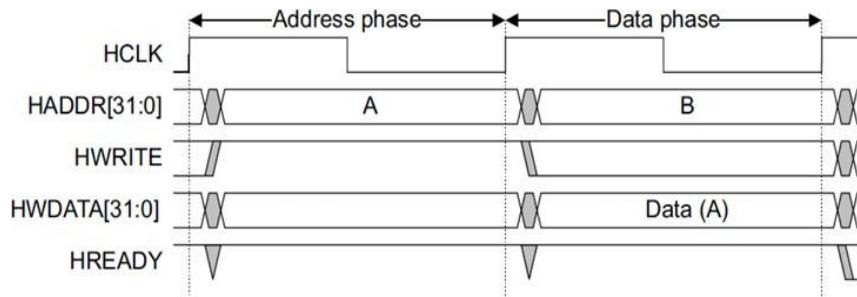 Address phase Data phase
HCLK
HADDR[31:0] A B
HWRITE
HWDATA[31:0] Data (A)
HREADY